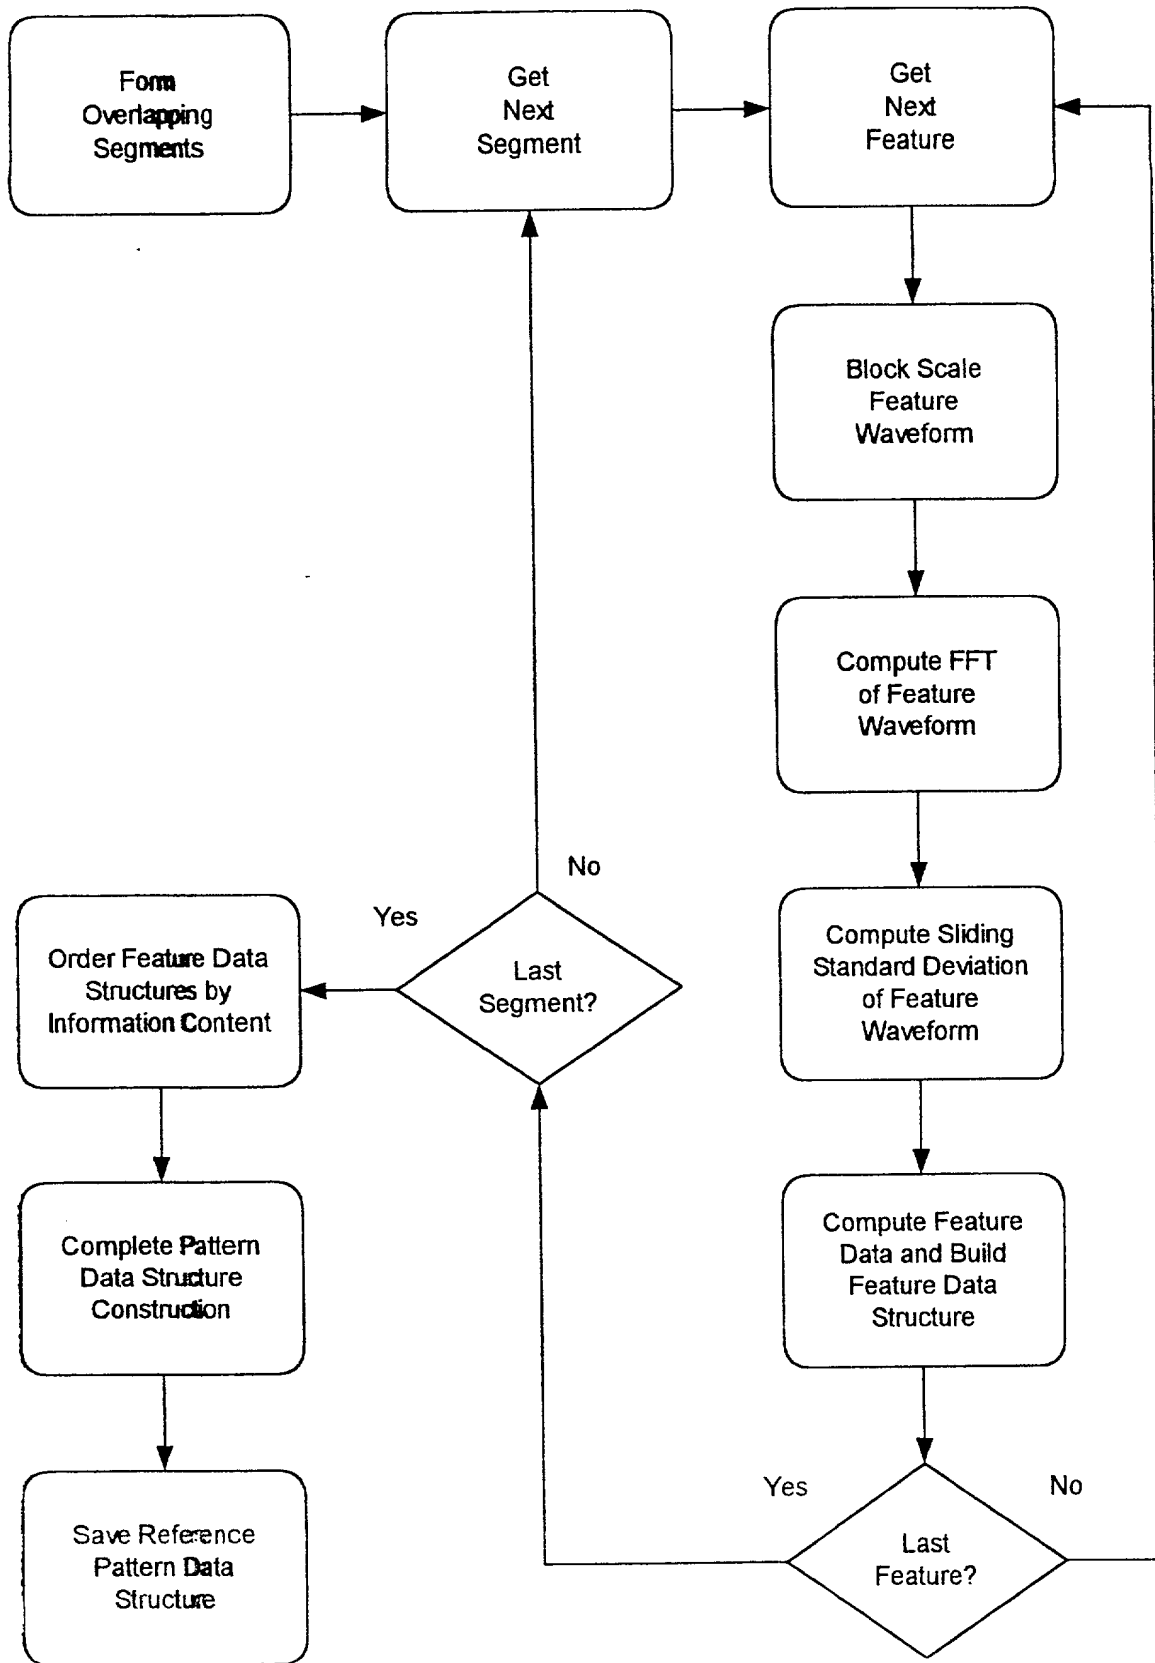 Form
Overlapping
Segments
Get
Next
Segment
Get
Next
Feature
Block Scale
Feature
Waveform
Compute FFT
of Feature
Waveform
Compute Sliding
Standard Deviation
of Feature
Waveform
Compute Feature
Data and Build
Feature Data
Structure
Last
Feature?
Yes
No
Last
Segment?
Yes
No
Order Feature Data
Structures by
Information Content
Complete Pattern
Data Structure
Construction
Save Reference
Pattern Data
Structure